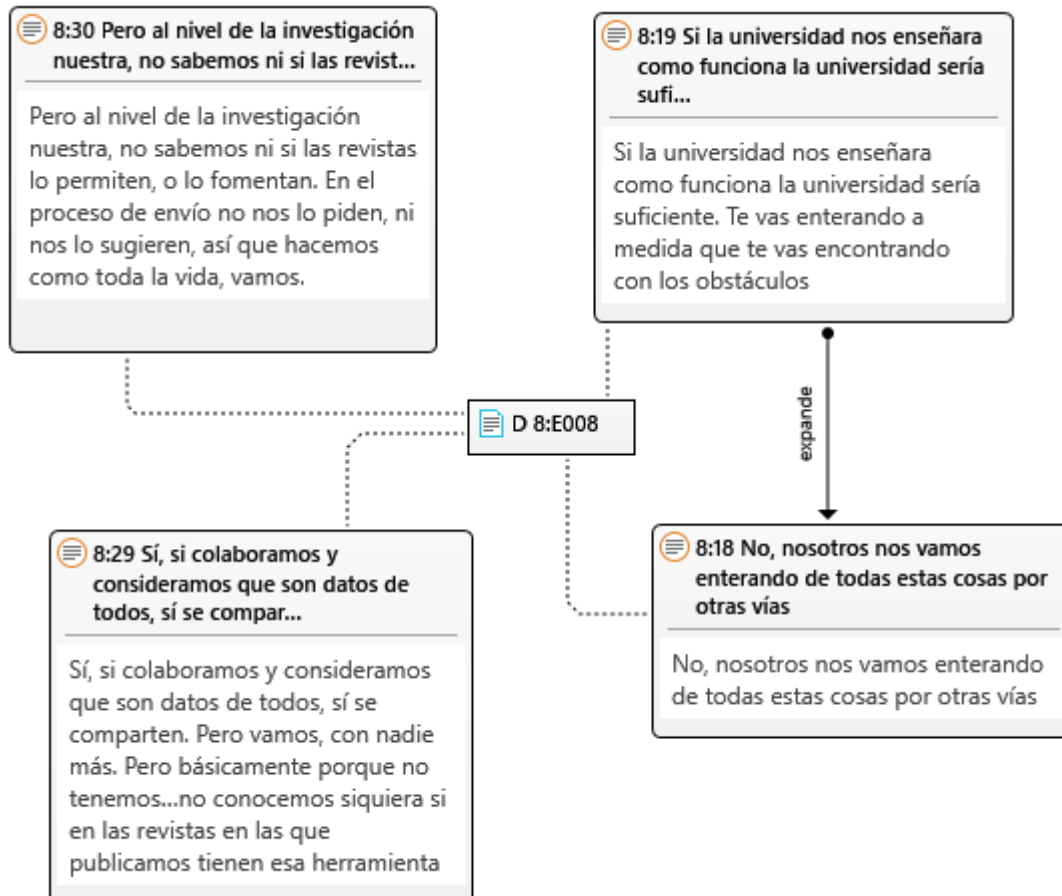 8:30 Pero al nivel de la investigación
nuestra, no sabemos ni si las revist...
Pero al nivel de la investigación
nuestra, no sabemos ni si las revistas
lo permiten, o lo fomentan. En el
proceso de envío no nos lo piden, ni
nos lo sugieren, así que hacemos
como toda la vida, vamos.
8:19 Si la universidad nos enseñara
como funciona la universidad sería
sufi...
Si la universidad nos enseñara
como funciona la universidad sería
suficiente. Te vas enterando a
medida que te vas encontrando
con los obstáculos
D 8:E008
expande
8:29 Sí, si colaboramos y
consideramos que son datos de
todos, sí se compar...
Sí, si colaboramos y consideramos
que son datos de todos, sí se
comparten. Pero vamos, con nadie
más. Pero básicamente porque no
tenemos...no conocemos siquiera si
en las revistas en las que
publicamos tienen esa herramienta
8:18 No, nosotros nos vamos
enterando de todas estas cosas por
otras vías
No, nosotros nos vamos enterando
de todas estas cosas por otras vías